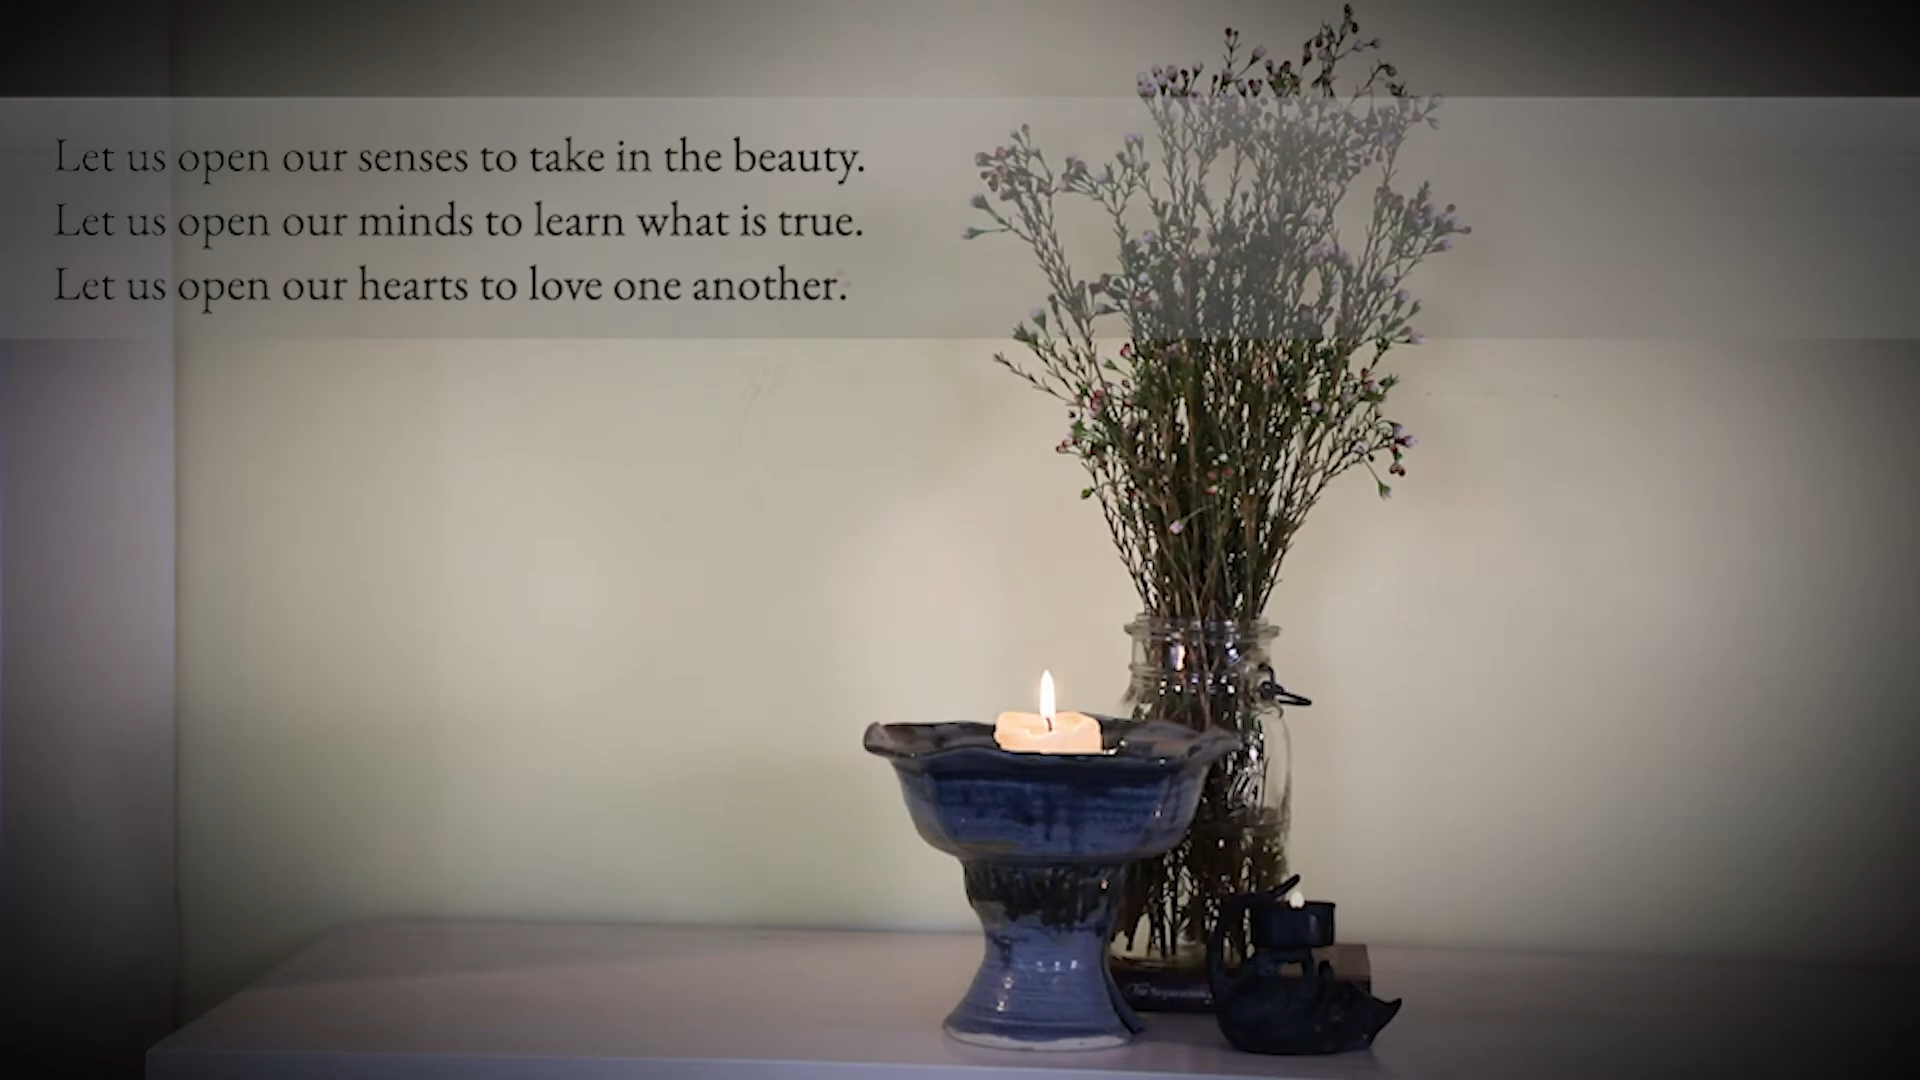 Let us open our senses to take in the beauty.
Let us open our minds to learn what is true.
Let us open our hearts to love one another.